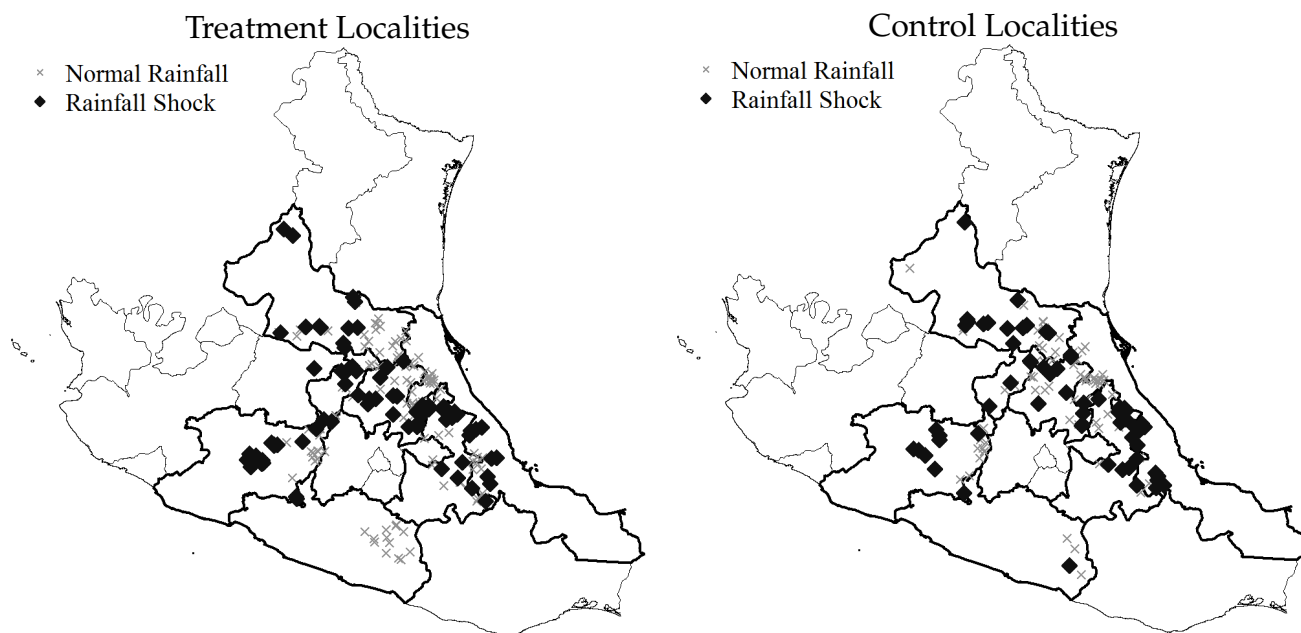 Treatment Localities
Normal Rainfall
Rainfall Shock
Control Localities
Normal Rainfall
Rainfall Shock